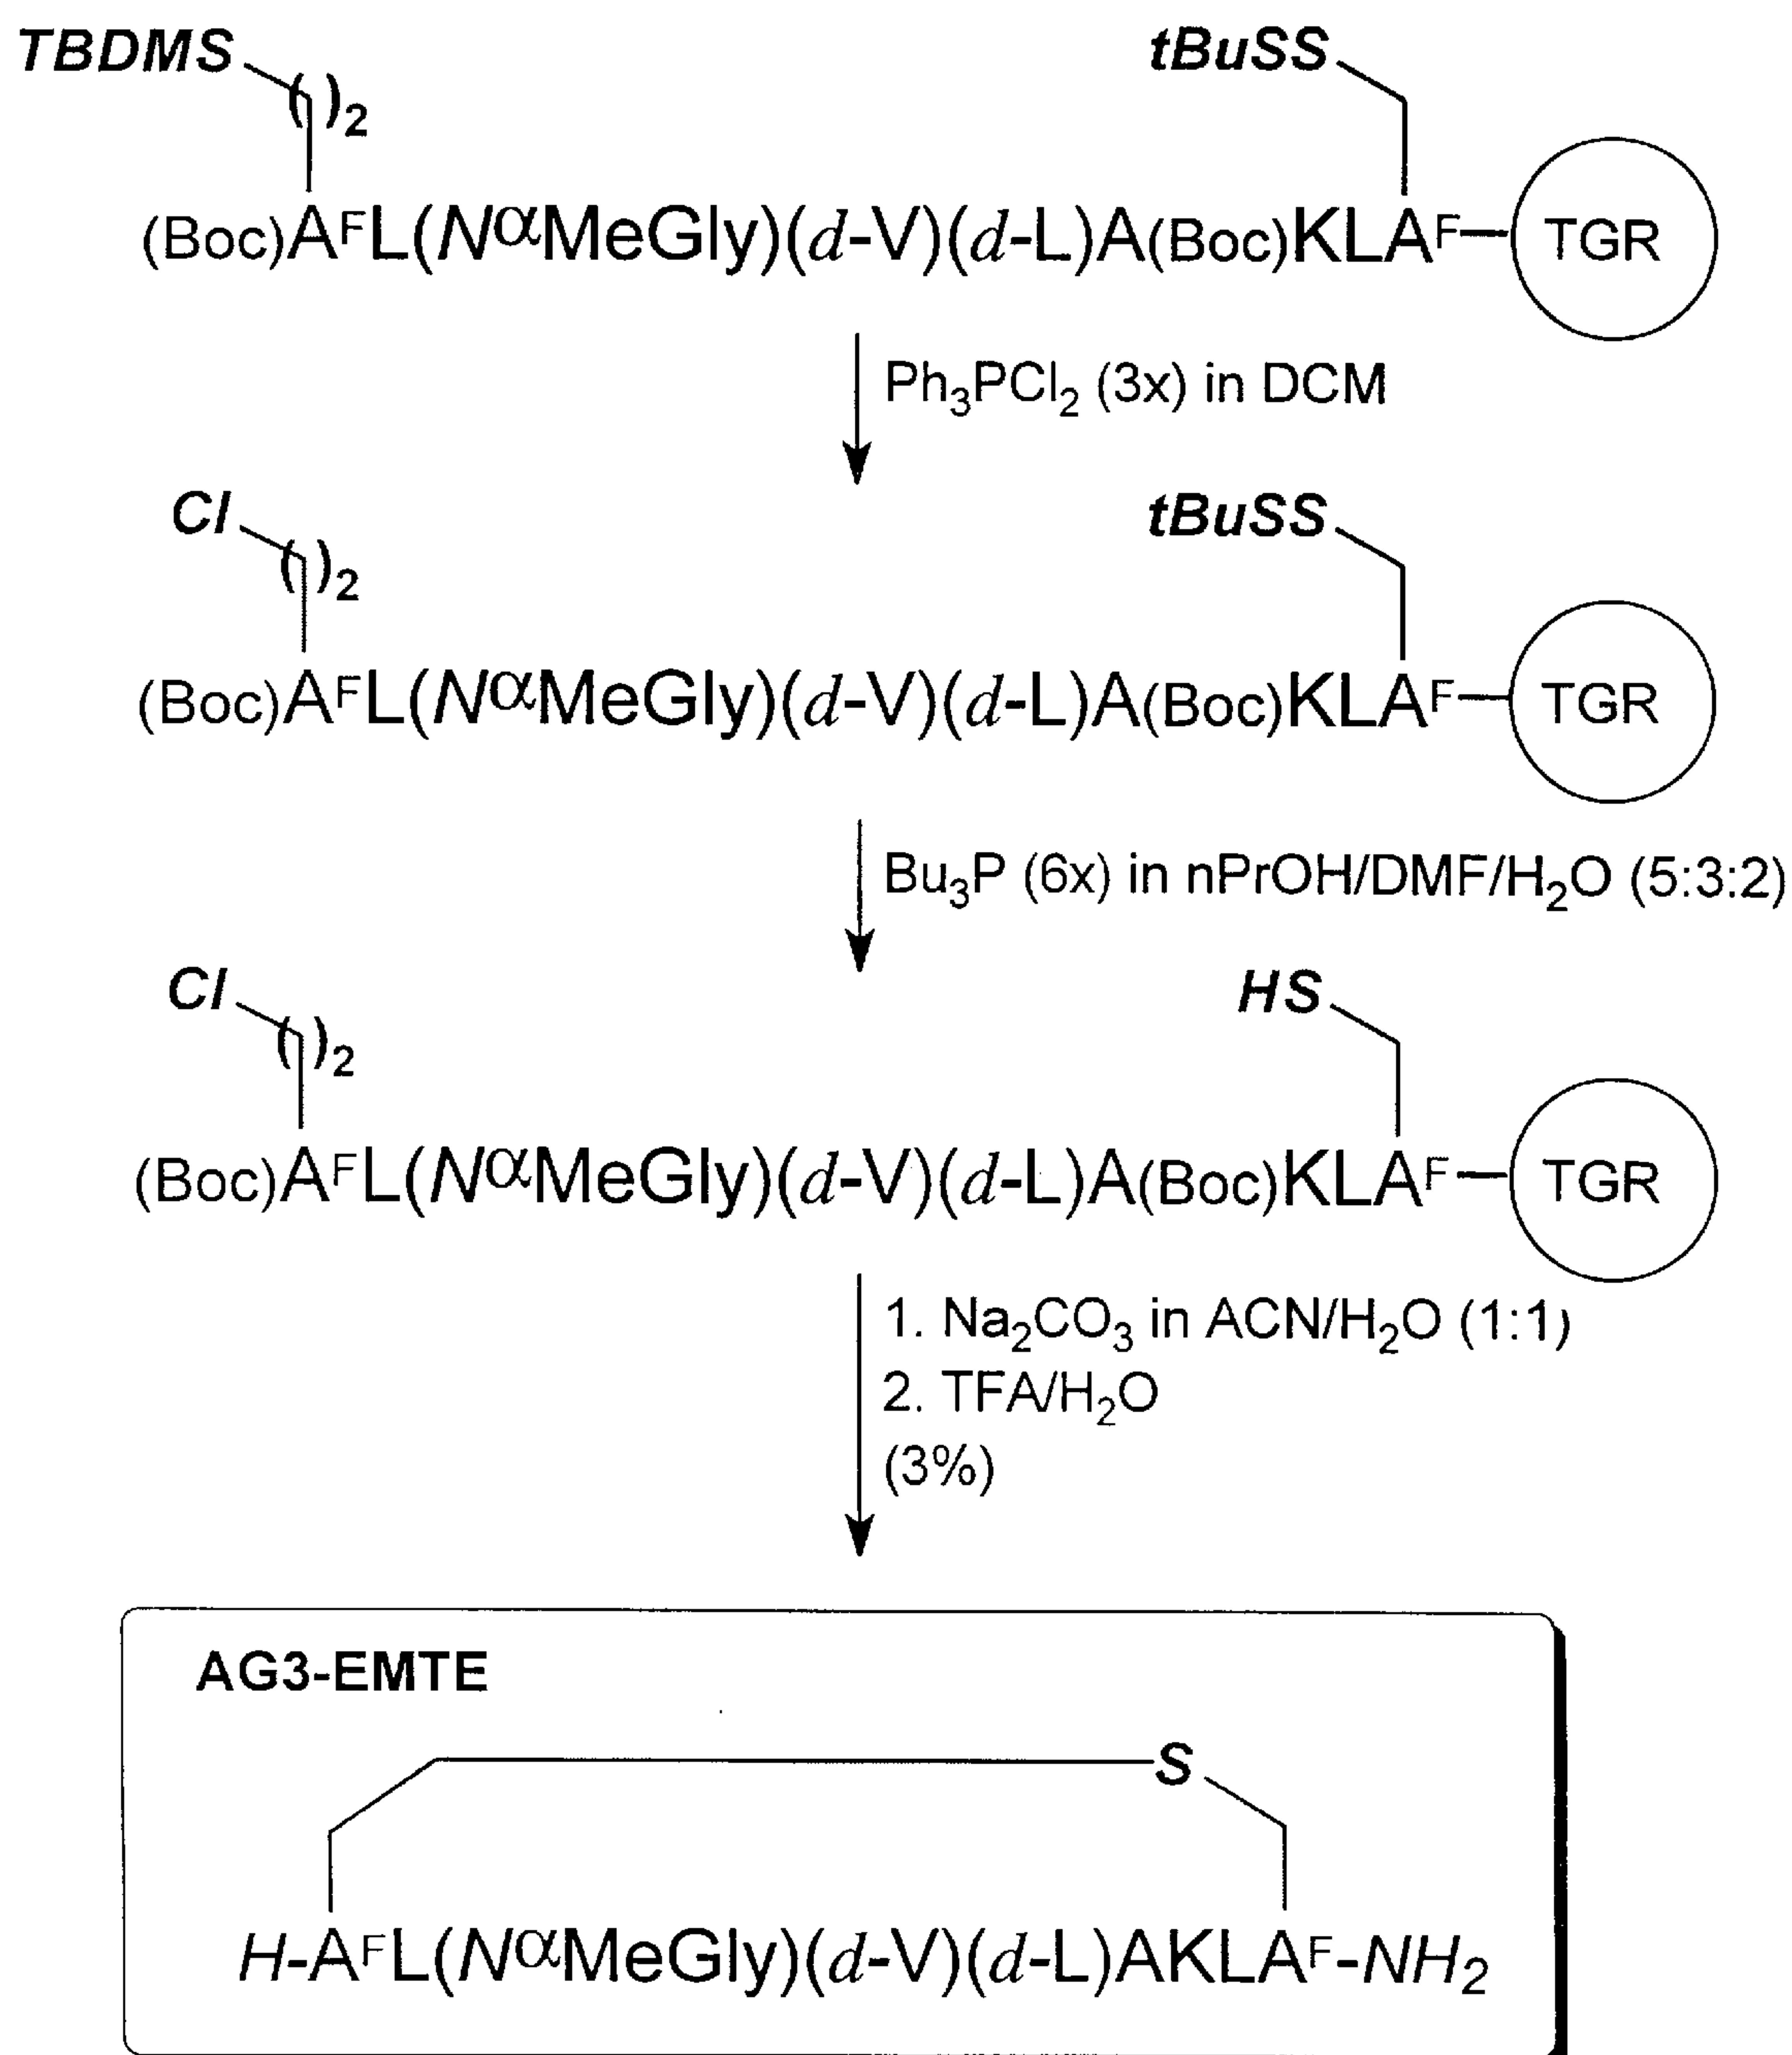 TBDMS tBuSS
( )2
(Boc)AFL(NαMeGly)(d-V)(d-L)A(Boc)KLAF TGR
Ph3PCl2 (3x) in DCM
Cl tBuSS
( )2
(Boc)AFL(NαMeGly)(d-V)(d-L)A(Boc)KLAF TGR
Bu3P (6x) in nPrOH/DMF/H2O (5:3:2)
Cl HS
( )2
(Boc)AFL(NαMeGly)(d-V)(d-L)A(Boc)KLAF TGR
1. Na2CO3 in ACN/H2O (1:1)
2. TFA/H2O
(3%)
AG3-EMTE
S
H-AFL(NαMeGly)(d-V)(d-L)AKLAF-NH2